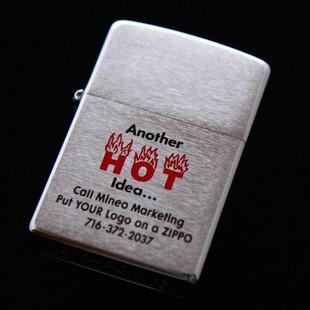 Another
HOT
Idea...
Call Mineo Marketing
Put YOUR Logo on a ZIPPO
716-372-2037